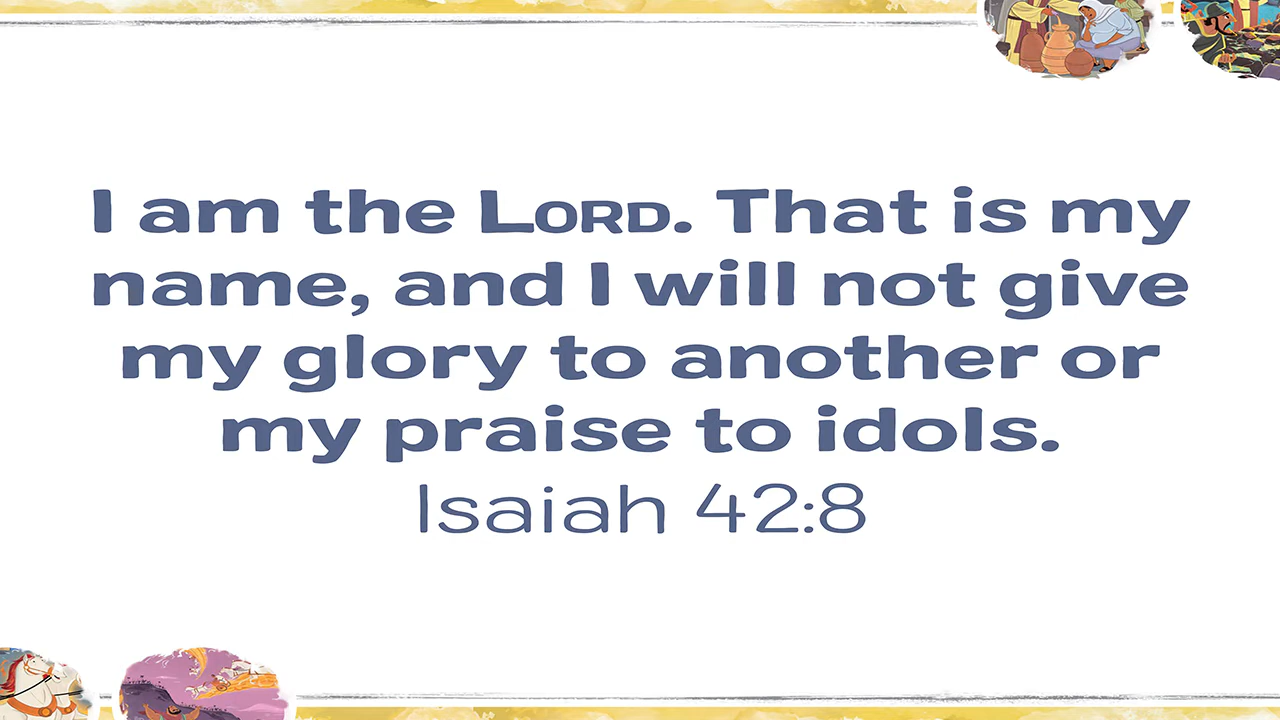 I am the LORD. That is my
name, and I will not give
my glory to another or
my praise to idols.
Isaiah 42:8